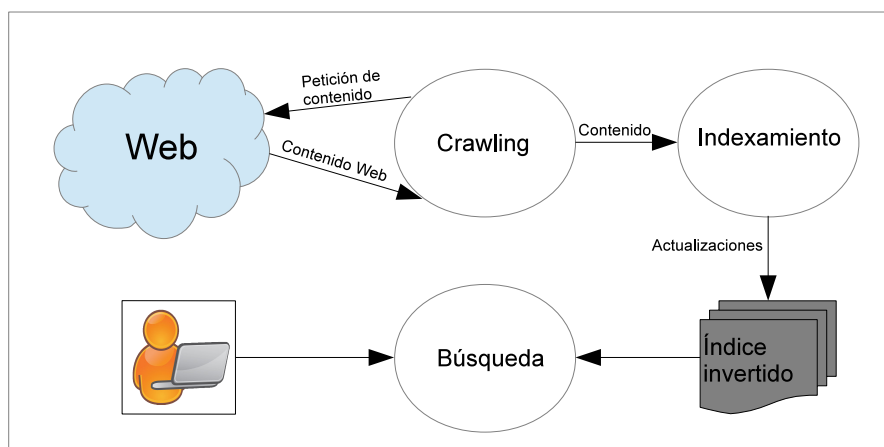 Petición de
contenido
Web
Crawling
Contenido
Indexamiento
Contenido Web
Actualizaciones
Búsqueda
Índice
invertido